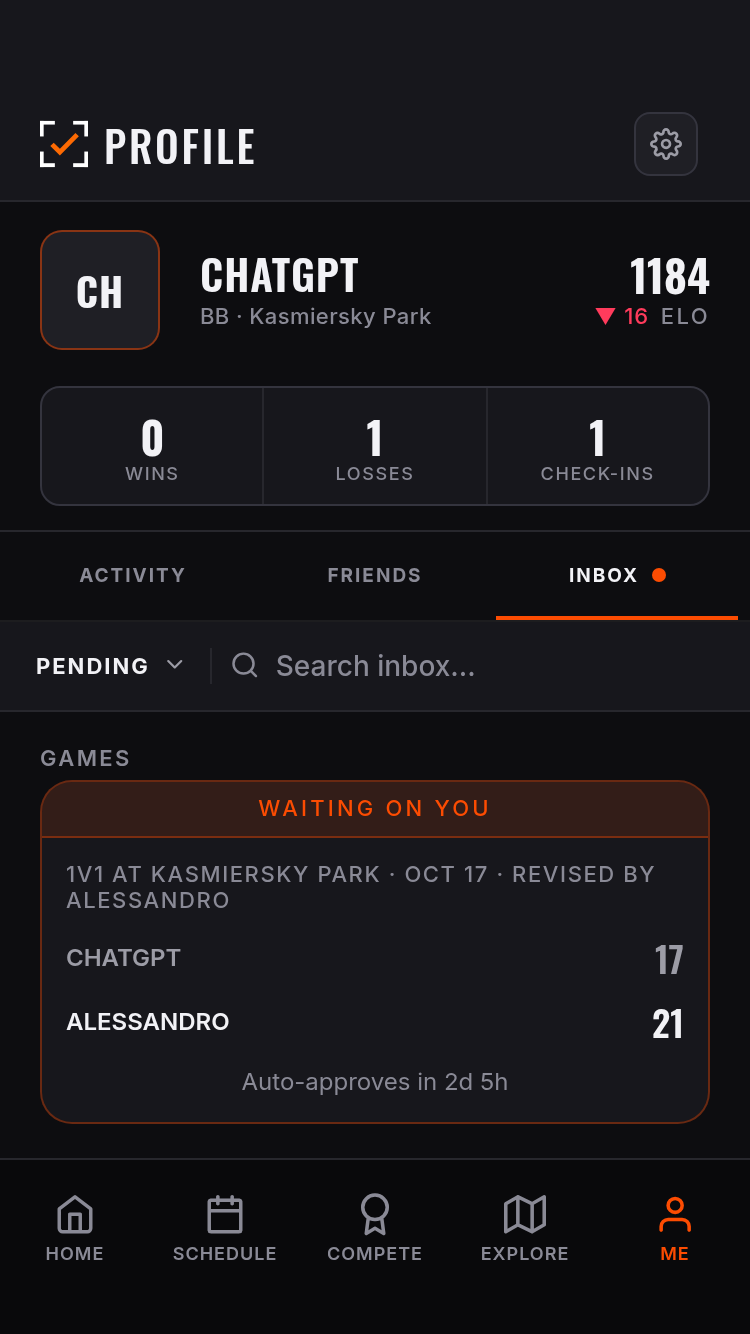 PROFILE
CH
CHATGPT
BB · Kasmiersky Park
1184
▼ 16 ELO
0
WINS
1
LOSSES
1
CHECK-INS
ACTIVITY
FRIENDS
INBOX
PENDING
Search inbox...
GAMES
WAITING ON YOU
1V1 AT KASMIERSKY PARK · OCT 17 · REVISED BY
ALESSANDRO
CHATGPT 17
ALESSANDRO 21
Auto-approves in 2d 5h
HOME
SCHEDULE
COMPETE
EXPLORE
ME